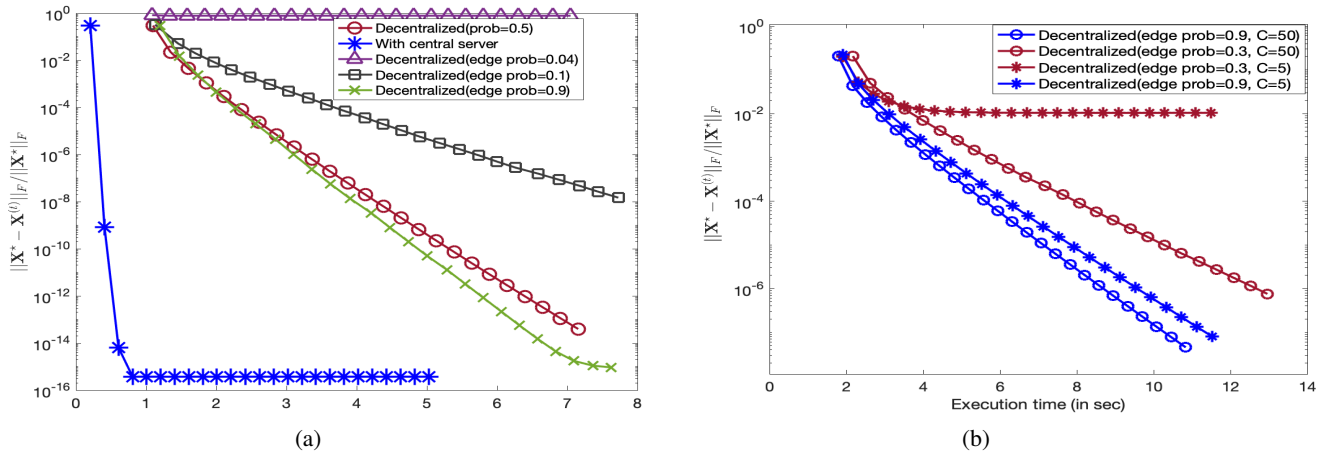 10^0
10^-2
10^-4
10^-6
10^-8
10^-10
10^-12
10^-14
10^-16
||X* − X^(t)||_F/||X*||_F
Decentralized(prob=0.5)
With central server
Decentralized(edge prob=0.04)
Decentralized(edge prob=0.1)
Decentralized(edge prob=0.9)
0 1 2 3 4 5 6 7 8
(a)
10^0
10^-2
10^-4
10^-6
||X* − X^(t)||_F/||X*||_F
Decentralized(edge prob=0.9, C=50)
Decentralized(edge prob=0.3, C=50)
Decentralized(edge prob=0.3, C=5)
Decentralized(edge prob=0.9, C=5)
0 2 4 6 8 10 12 14
Execution time (in sec)
(b)